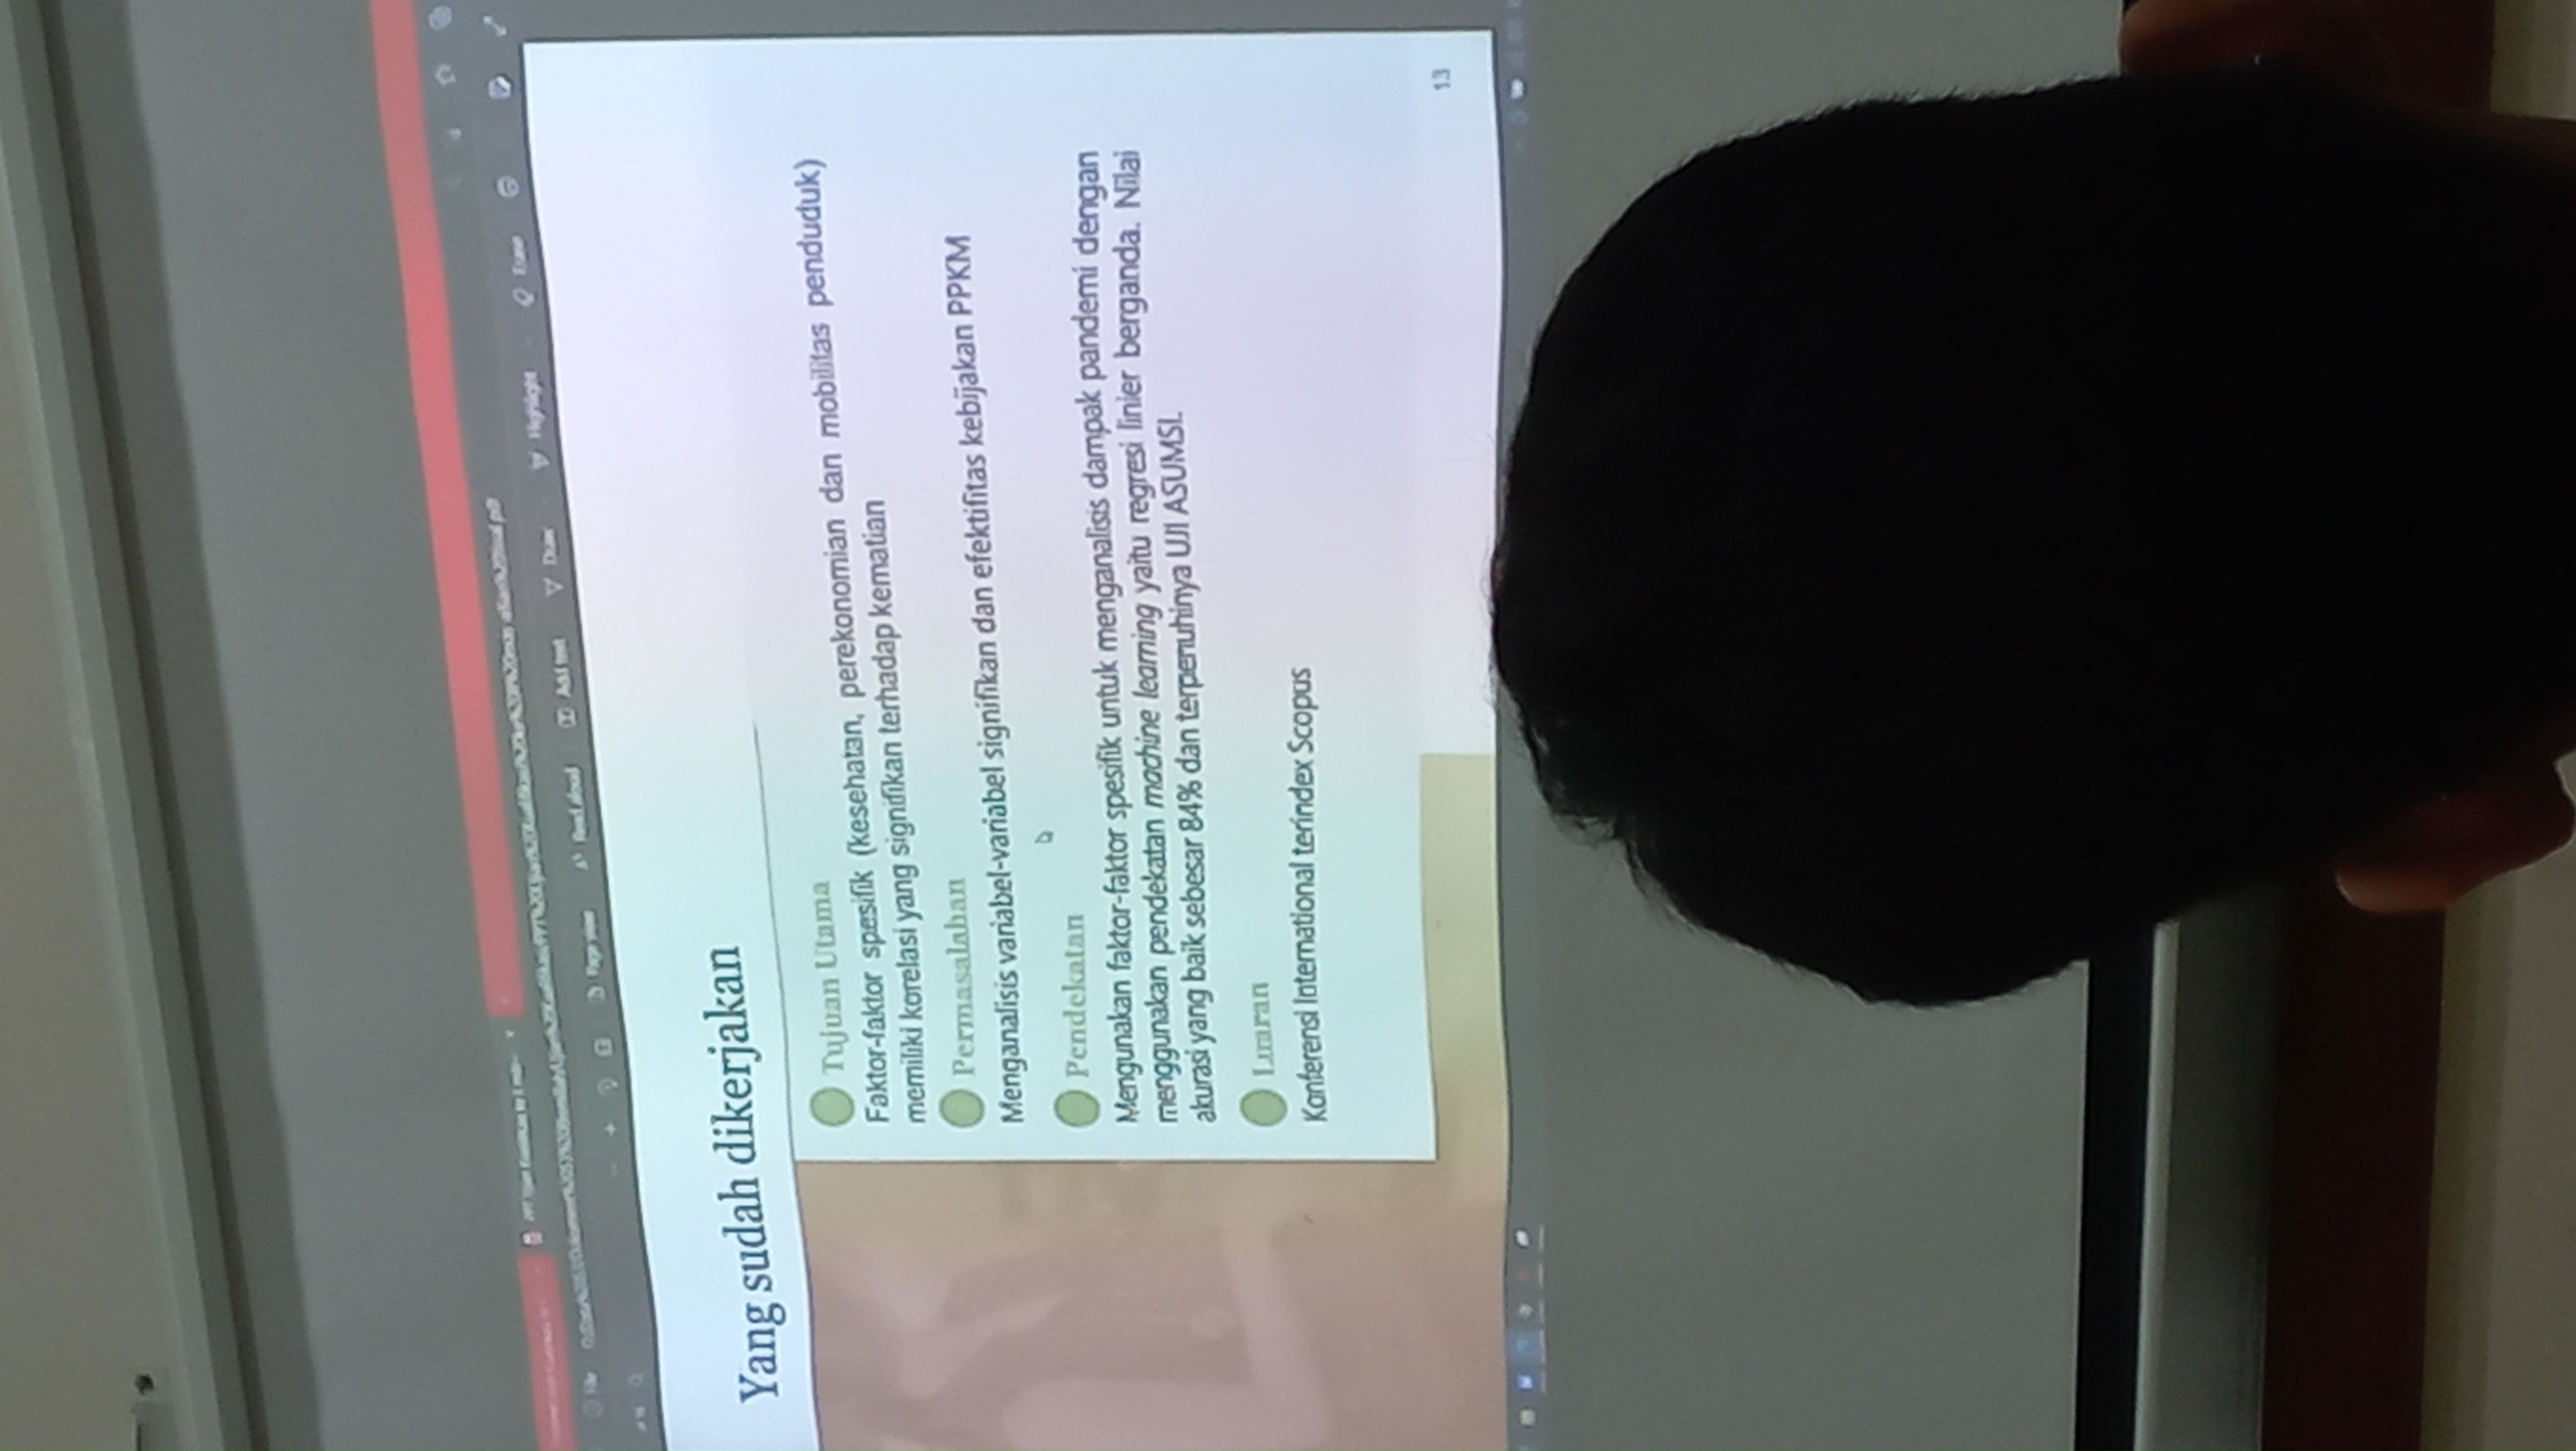 File
Page view
Read aloud
Add text
Draw
Highlight
Erase
Yang sudah dikerjakan
Tujuan Utama
Faktor-faktor spesifik (kesehatan, perekonomian dan mobilitas penduduk)
memiliki korelasi yang signifikan terhadap kematian
Permasalahan
Menganalisis variabel-variabel signifikan dan efektifitas kebijakan PPKM
Pendekatan
Mengunakan faktor-faktor spesifik untuk menganalisis dampak pandemi dengan
menggunakan pendekatan machine learning yaitu regresi linier berganda. Nilai
akurasi yang baik sebesar 84% dan terpenuhinya UJI ASUMSI.
Luaran
Konferensi International terindex Scopus
13